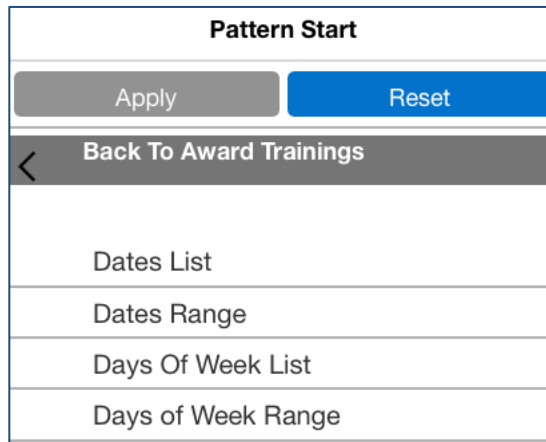 Pattern Start
Apply Reset
Back To Award Trainings
Dates List
Dates Range
Days Of Week List
Days of Week Range